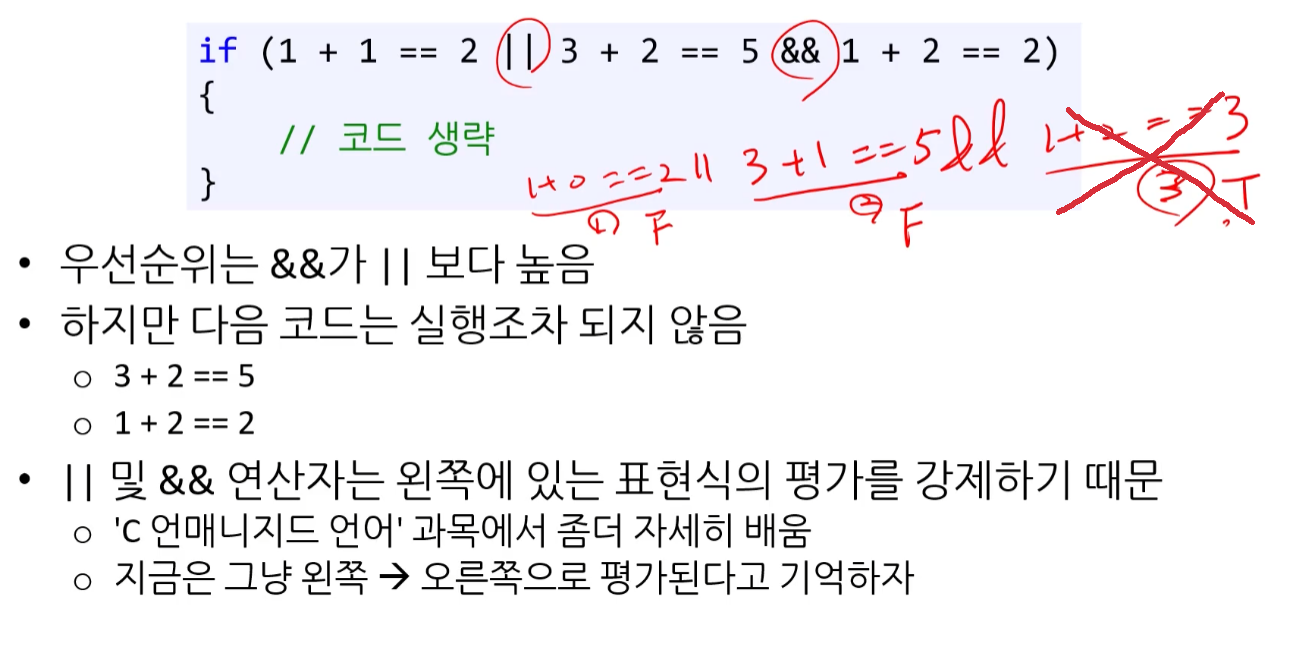 if (1 + 1 == 2 || 3 + 2 == 5 && 1 + 2 == 2)
{
// 코드 생략
}
1+0 ==2 || 3+1 ==5 && 1+2 ==3
① F ② F ③ T
• 우선순위는 &&가 || 보다 높음
• 하지만 다음 코드는 실행조차 되지 않음
○ 3 + 2 == 5
○ 1 + 2 == 2
• || 및 && 연산자는 왼쪽에 있는 표현식의 평가를 강제하기 때문
○ 'C 언매니지드 언어' 과목에서 좀더 자세히 배움
○ 지금은 그냥 왼쪽 → 오른쪽으로 평가된다고 기억하자